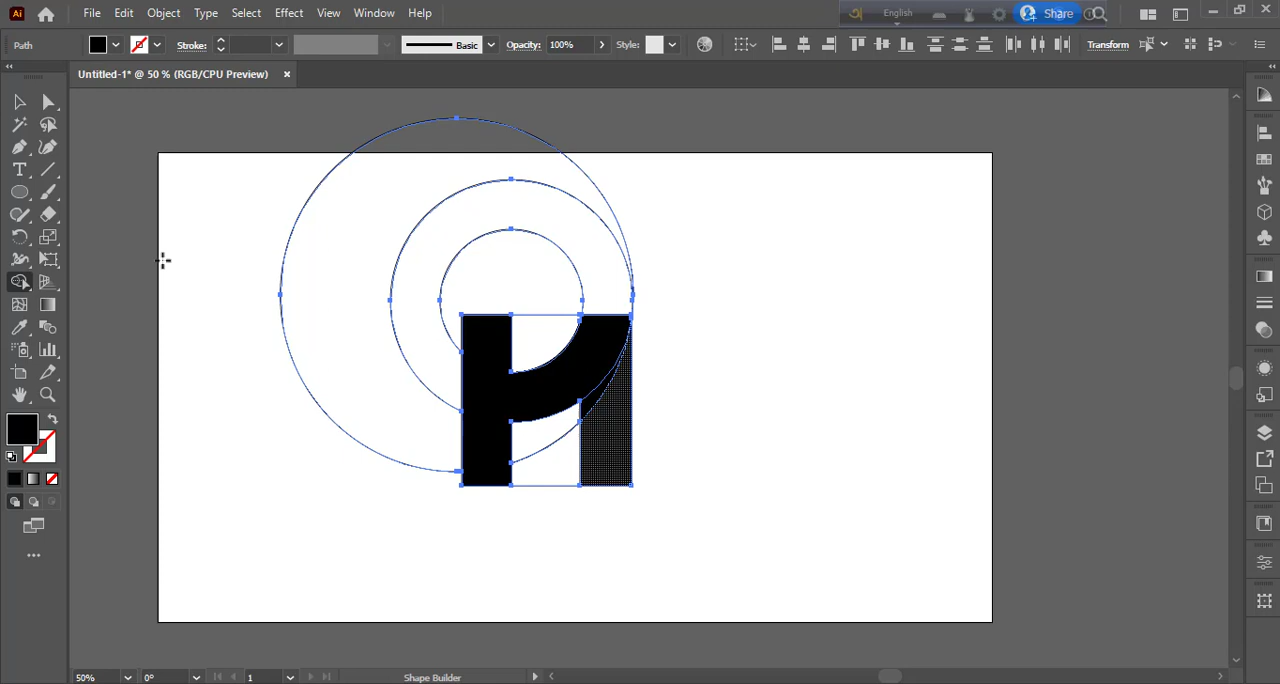 Ai File Edit Object Type Select Effect View Window Help English Share
Path Stroke: Basic Opacity: 100% Style: Transform
Untitled-1* @ 50 % (RGB/CPU Preview)
50% 0° 1 Shape Builder